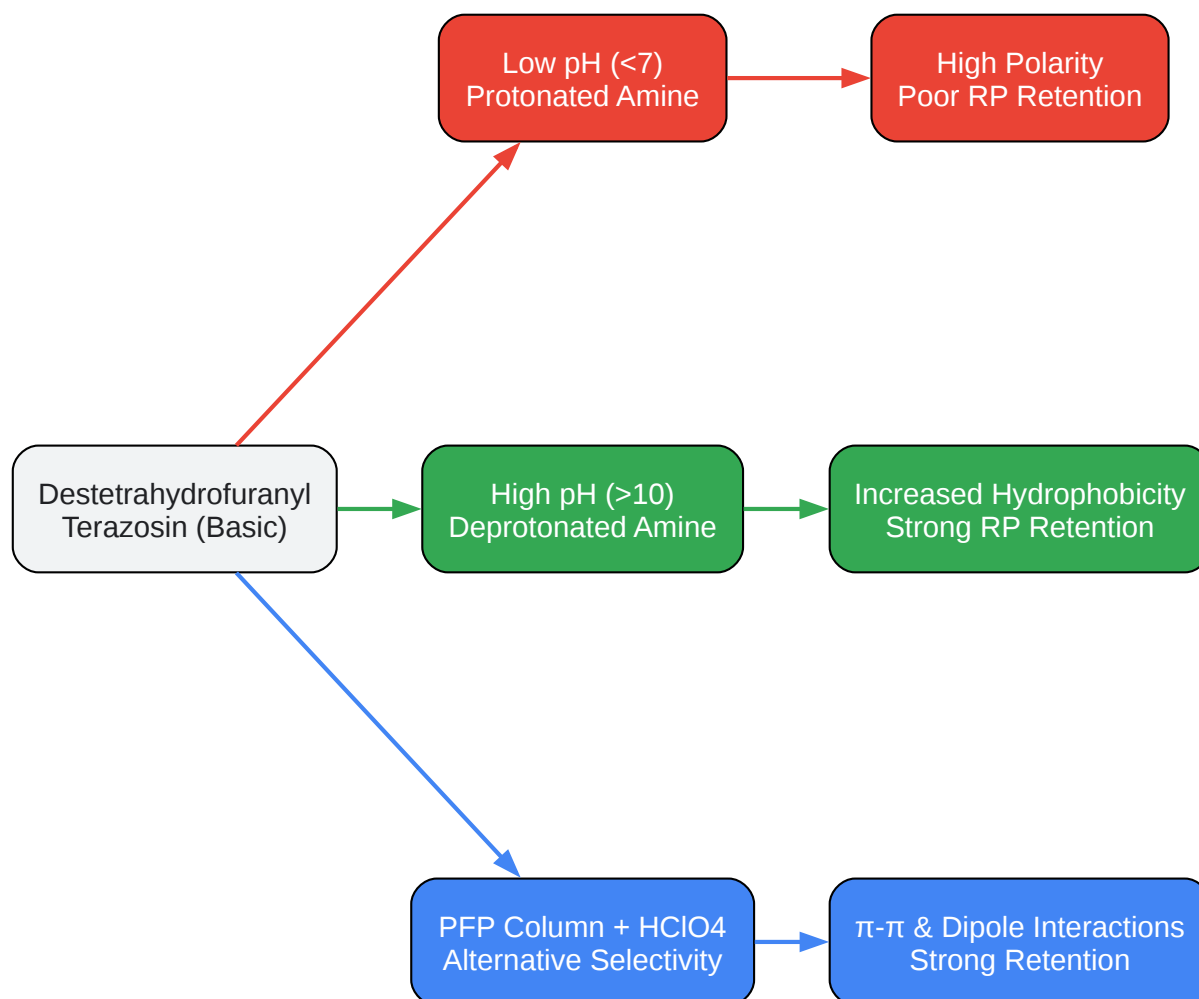 Low pH (<7)
Protonated Amine
High Polarity
Poor RP Retention
Destetrahydrofuranyl
Terazosin (Basic)
High pH (>10)
Deprotonated Amine
Increased Hydrophobicity
Strong RP Retention
PFP Column + HClO4
Alternative Selectivity
π-π & Dipole Interactions
Strong Retention